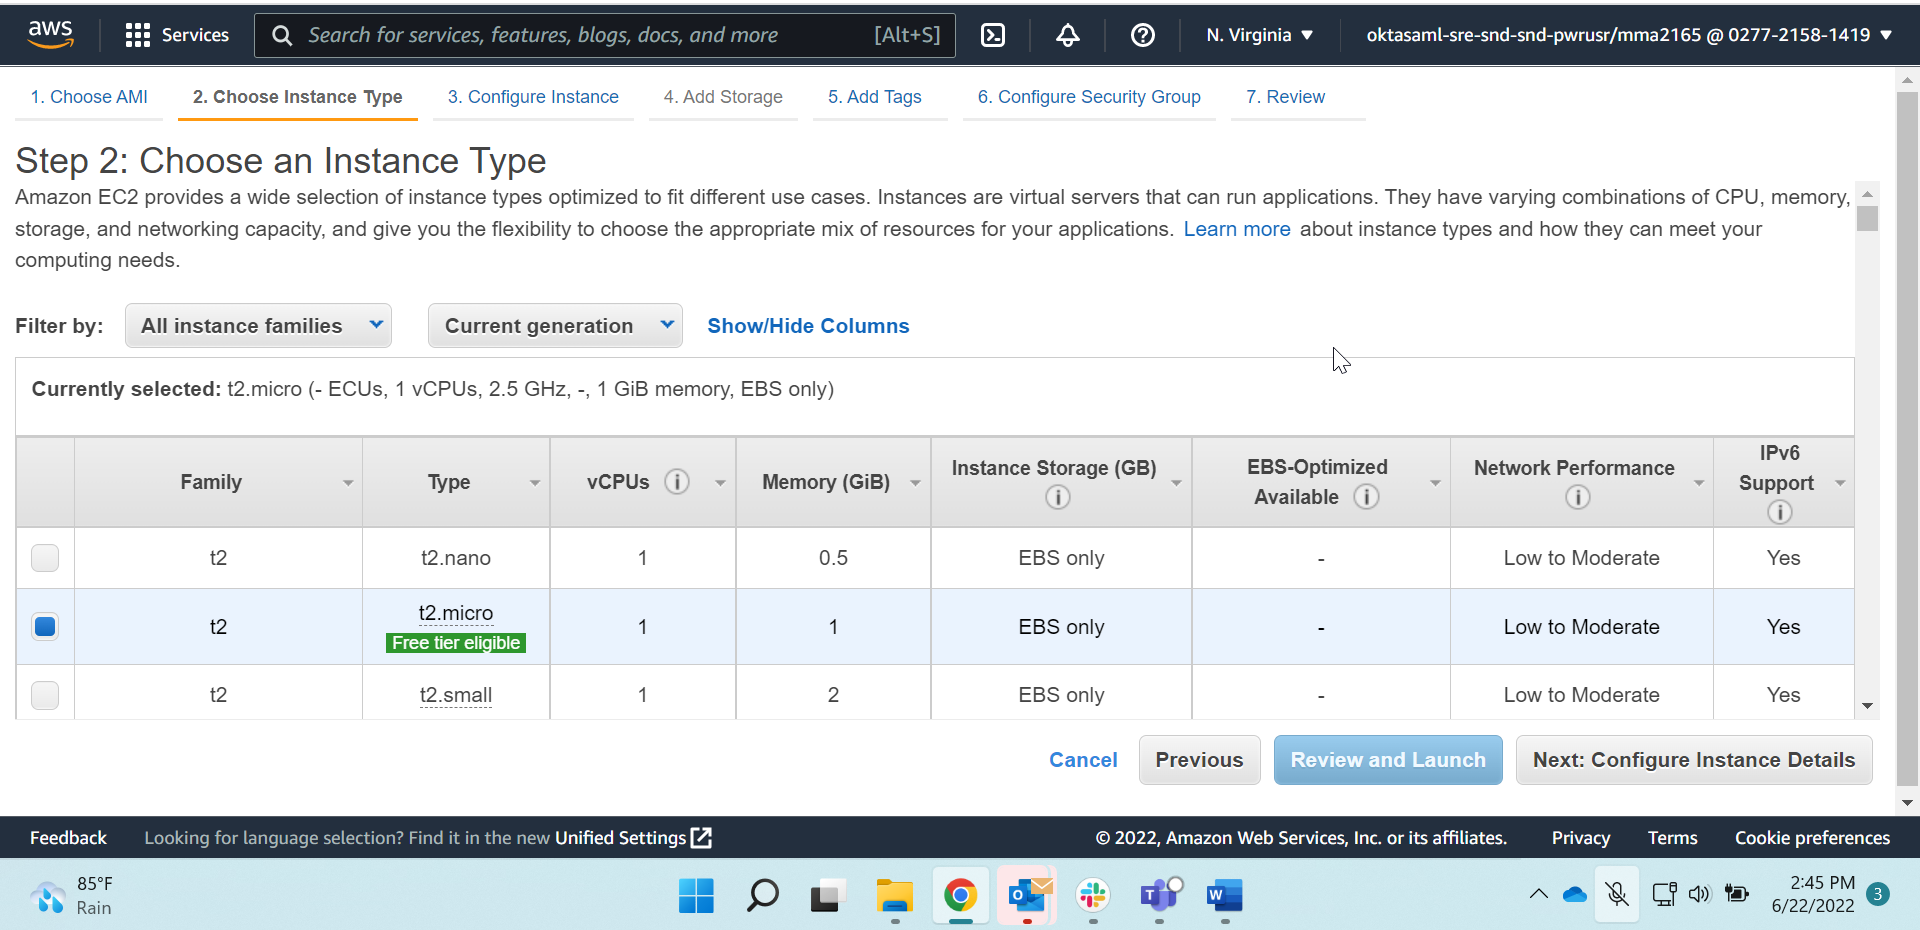 aws Services Search for services, features, blogs, docs, and more [Alt+S] N. Virginia oktasaml-sre-snd-snd-pwrusr/mma2165 @ 0277-2158-1419
1. Choose AMI 2. Choose Instance Type 3. Configure Instance 4. Add Storage 5. Add Tags 6. Configure Security Group 7. Review
Step 2: Choose an Instance Type
Amazon EC2 provides a wide selection of instance types optimized to fit different use cases. Instances are virtual servers that can run applications. They have varying combinations of CPU, memory,
storage, and networking capacity, and give you the flexibility to choose the appropriate mix of resources for your applications. Learn more about instance types and how they can meet your
computing needs.
Filter by: All instance families Current generation Show/Hide Columns
Currently selected: t2.micro (- ECUs, 1 vCPUs, 2.5 GHz, -, 1 GiB memory, EBS only)
Family Type vCPUs i Memory (GiB) Instance Storage (GB) i EBS-Optimized Available i Network Performance i IPv6 Support i
t2 t2.nano 1 0.5 EBS only - Low to Moderate Yes
t2 t2.micro Free tier eligible 1 1 EBS only - Low to Moderate Yes
t2 t2.small 1 2 EBS only - Low to Moderate Yes
Cancel Previous Review and Launch Next: Configure Instance Details
Feedback Looking for language selection? Find it in the new Unified Settings © 2022, Amazon Web Services, Inc. or its affiliates. Privacy Terms Cookie preferences
85°F
Rain
2:45 PM
6/22/2022
3